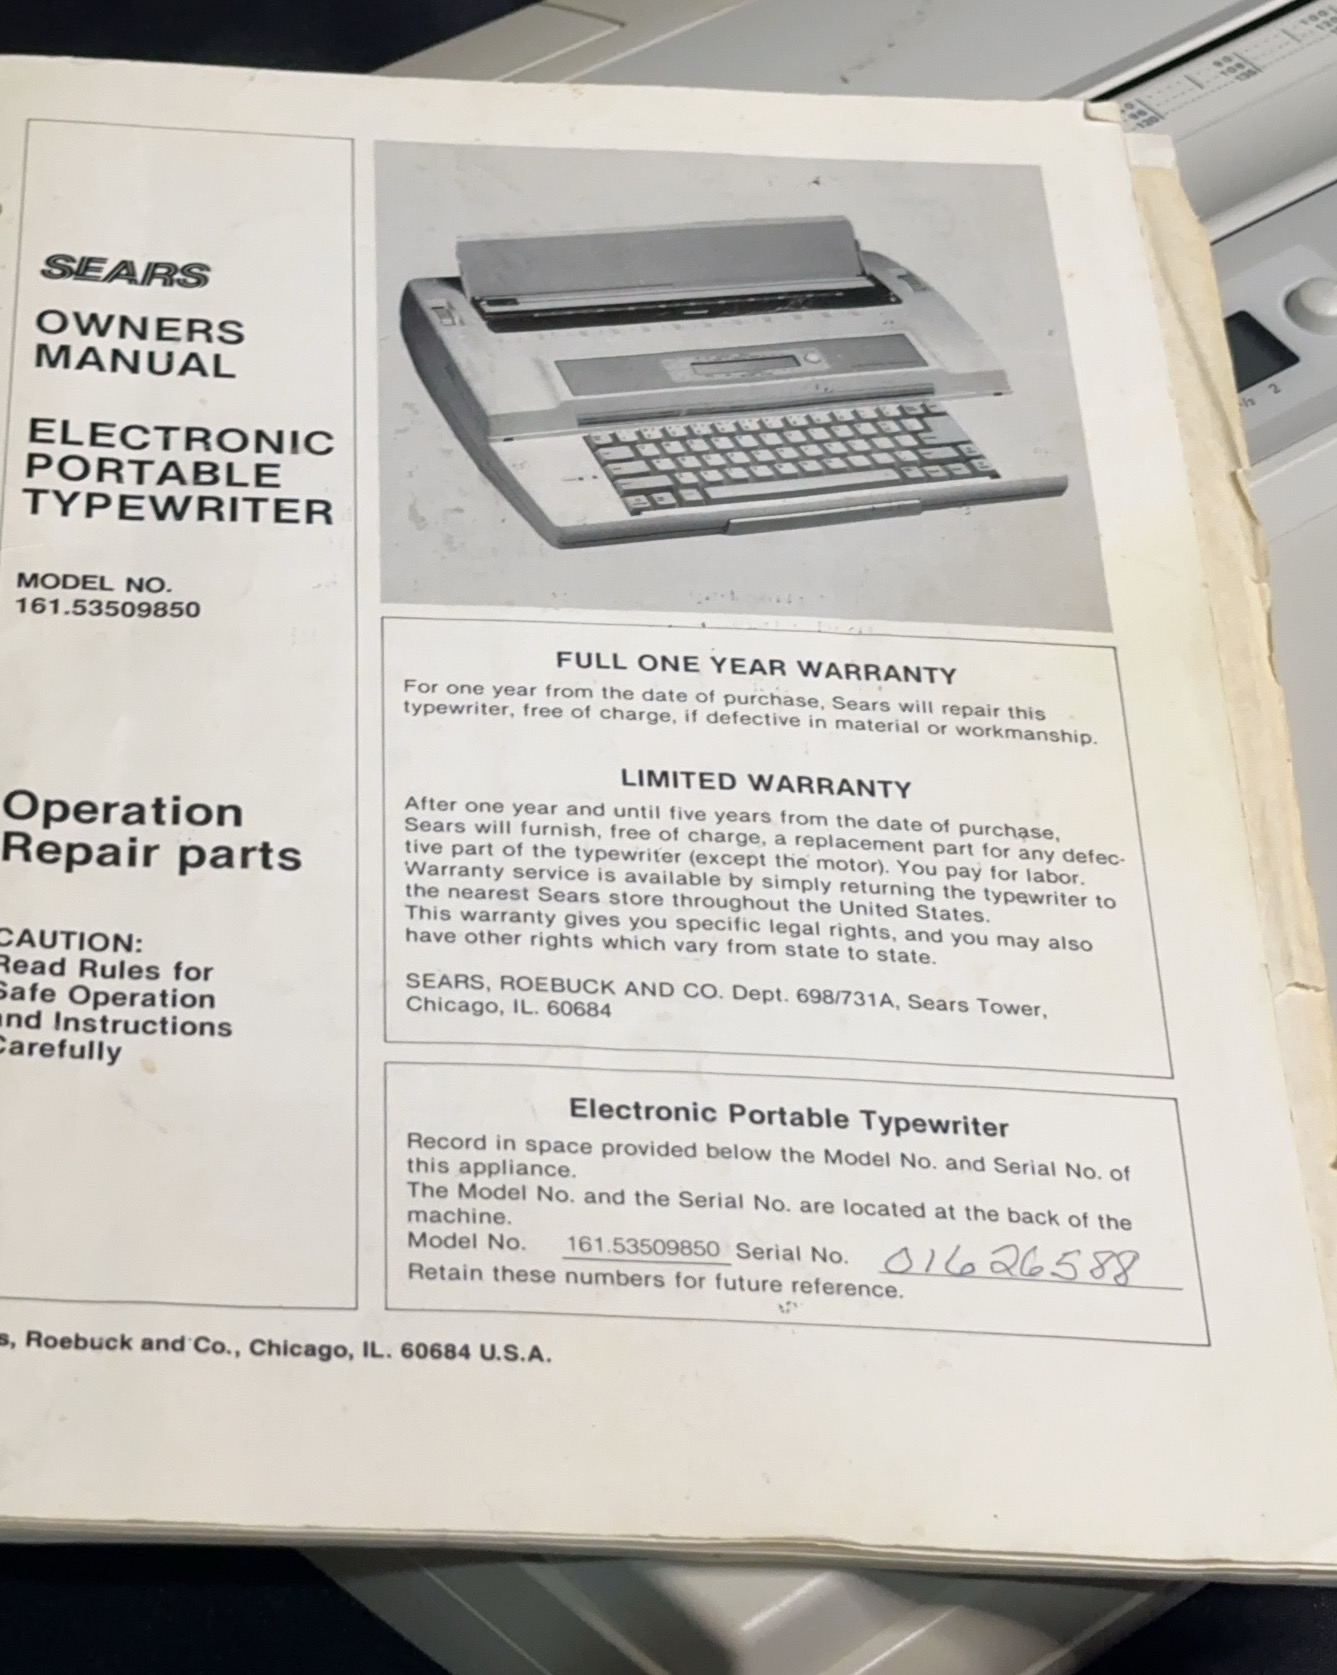 SEARS
OWNERS
MANUAL
ELECTRONIC
PORTABLE
TYPEWRITER
MODEL NO.
161.53509850
Operation
Repair parts
CAUTION:
Read Rules for
Safe Operation
and Instructions
Carefully
FULL ONE YEAR WARRANTY
For one year from the date of purchase, Sears will repair this
typewriter, free of charge, if defective in material or workmanship.
LIMITED WARRANTY
After one year and until five years from the date of purchase,
Sears will furnish, free of charge, a replacement part for any defec-
tive part of the typewriter (except the motor). You pay for labor.
Warranty service is available by simply returning the typewriter to
the nearest Sears store throughout the United States.
This warranty gives you specific legal rights, and you may also
have other rights which vary from state to state.
SEARS, ROEBUCK AND CO. Dept. 698/731A, Sears Tower,
Chicago, IL. 60684
Electronic Portable Typewriter
Record in space provided below the Model No. and Serial No. of
this appliance.
The Model No. and the Serial No. are located at the back of the
machine.
Model No. 161.53509850 Serial No. 01626588
Retain these numbers for future reference.
s, Roebuck and Co., Chicago, IL. 60684 U.S.A.
2